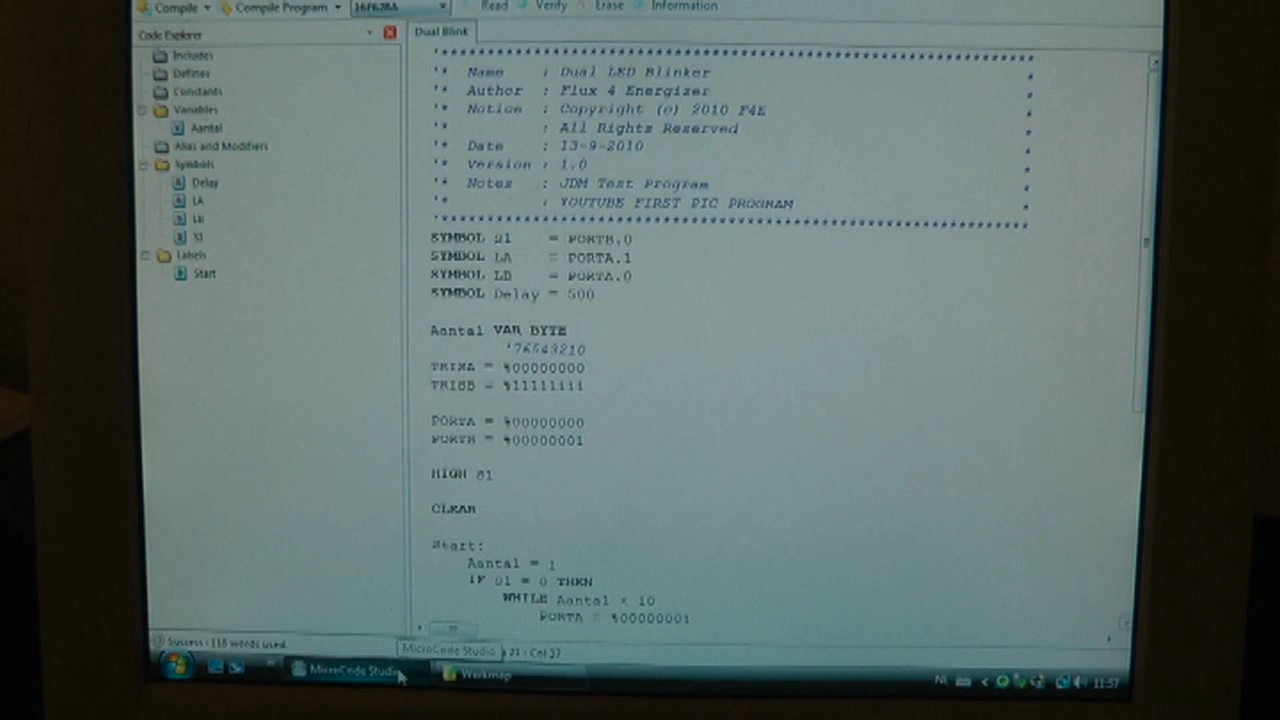 Compile Compile Program 16F628A Read Verify Erase Information
Code Explorer
Includes
Defines
Constants
Variables
Aantal
Alias and Modifiers
Symbols
Delay
LA
LB
S1
Labels
Start
Dual Blink
'****************************************************************
'* Name : Dual LED Blinker *
'* Author : Flux 4 Energizer *
'* Notice : Copyright (c) 2010 F4E *
'* : All Rights Reserved *
'* Date : 13-9-2010 *
'* Version : 1.0 *
'* Notes : JDM Test Program *
'* : YOUTUBE FIRST PIC PROGRAM *
'****************************************************************
SYMBOL S1 = PORTB.0
SYMBOL LA = PORTA.1
SYMBOL LB = PORTA.0
SYMBOL Delay = 500
Aantal VAR BYTE
'76543210
TRISA = %00000000
TRISB = %11111111
PORTA = %00000000
PORTB = %00000001
HIGH S1
CLEAR
Start:
Aantal = 1
IF S1 = 0 THEN
WHILE Aantal < 10
PORTA = %00000001
Success : 118 words used.
MicroCode Studio
21 : Col 37
MicroCode Studio
Werkmap
NL
11:57